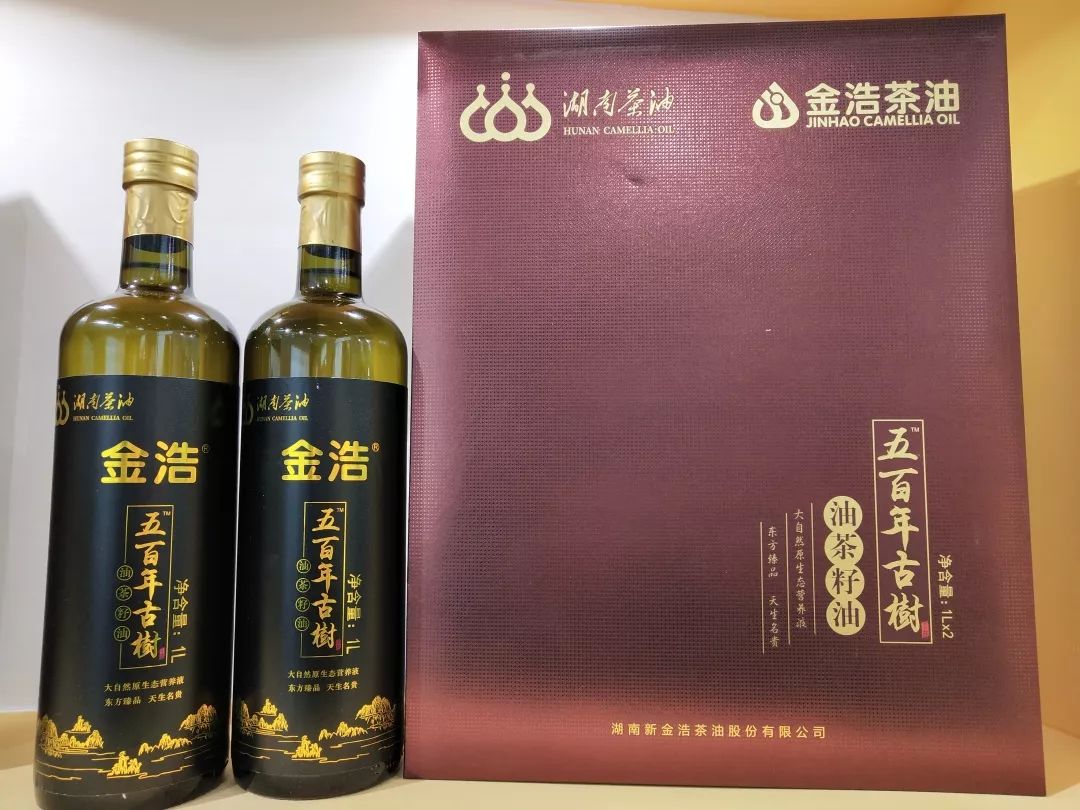 湖南茶油
HUNAN CAMELLIA OIL
金浩®
五百年古樹™
油茶籽油
净含量：1L
大自然原生态营养液
东方臻品 天生名贵
湖南茶油
HUNAN CAMELLIA OIL
金浩®
五百年古樹™
油茶籽油
净含量：1L
大自然原生态营养液
东方臻品 天生名贵
湖南茶油
HUNAN CAMELLIA OIL
金浩茶油
JINHAO CAMELLIA OIL
五百年古樹™
净含量：1L×2
油茶籽油
大自然原生态营养液
东方臻品 天生名贵
湖南新金浩茶油股份有限公司